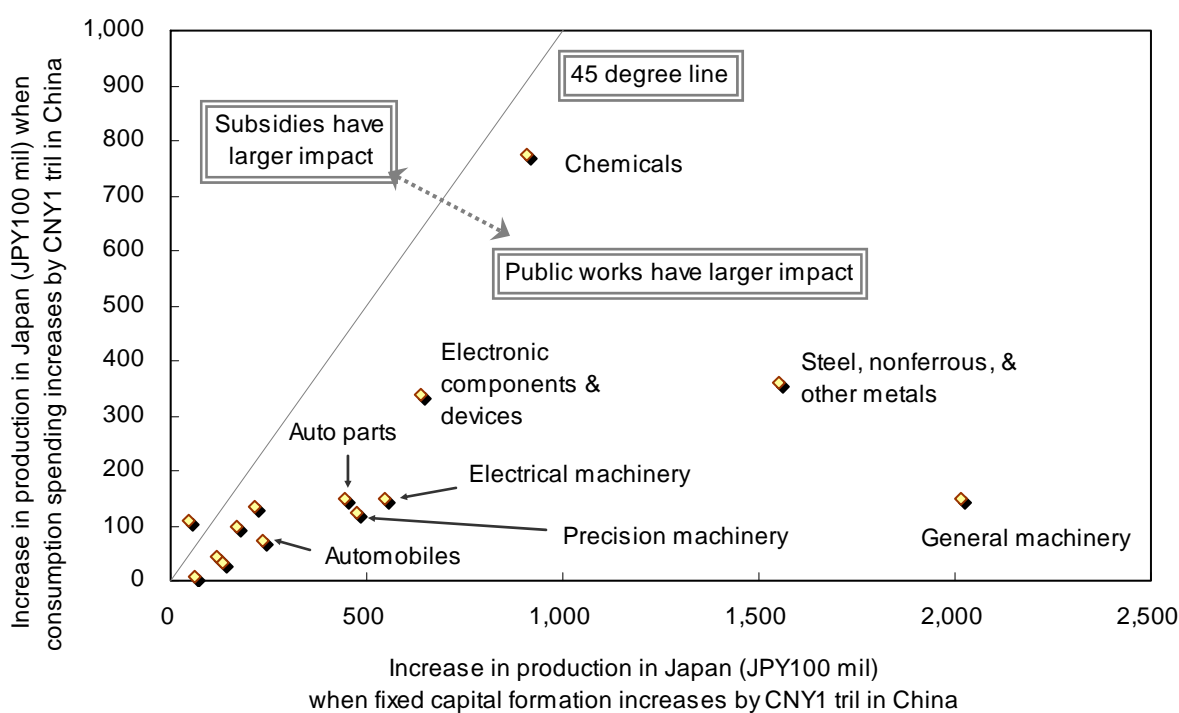 Increase in production in Japan (JPY100 mil) when
consumption spending increases by CNY1 tril in China
1,000
900
800
700
600
500
400
300
200
100
0
45 degree line
Subsidies have
larger impact
Chemicals
Public works have larger impact
Electronic
components &
devices
Steel, nonferrous, &
other metals
Auto parts
Electrical machinery
Precision machinery
General machinery
Automobiles
0
500
1,000
1,500
2,000
2,500
Increase in production in Japan (JPY100 mil)
when fixed capital formation increases by CNY1 tril in China